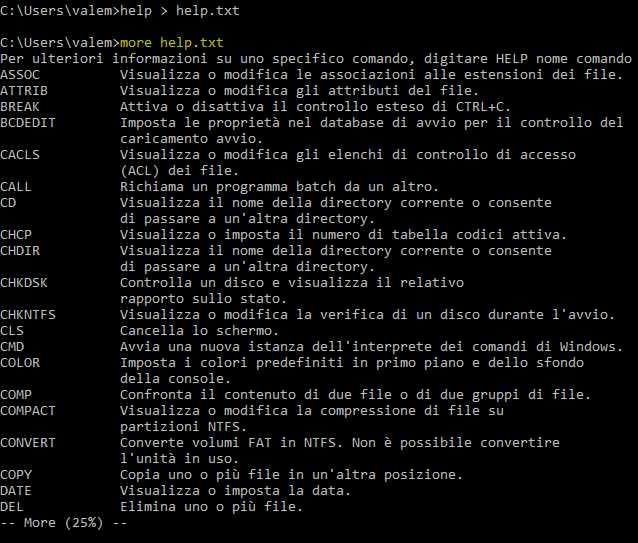 C:\Users\valem>help > help.txt
C:\Users\valem>more help.txt
Per ulteriori informazioni su uno specifico comando, digitare HELP nome comando
ASSOC Visualizza o modifica le associazioni alle estensioni dei file.
ATTRIB Visualizza o modifica gli attributi del file.
BREAK Attiva o disattiva il controllo esteso di CTRL+C.
BCDEDIT Imposta le proprietà nel database di avvio per il controllo del
caricamento avvio.
CACLS Visualizza o modifica gli elenchi di controllo di accesso
(ACL) dei file.
CALL Richiama un programma batch da un altro.
CD Visualizza il nome della directory corrente o consente
di passare a un'altra directory.
CHCP Visualizza o imposta il numero di tabella codici attiva.
CHDIR Visualizza il nome della directory corrente o consente
di passare a un'altra directory.
CHKDSK Controlla un disco e visualizza il relativo
rapporto sullo stato.
CHKNTFS Visualizza o modifica la verifica di un disco durante l'avvio.
CLS Cancella lo schermo.
CMD Avvia una nuova istanza dell'interprete dei comandi di Windows.
COLOR Imposta i colori predefiniti in primo piano e dello sfondo
della console.
COMP Confronta il contenuto di due file o di due gruppi di file.
COMPACT Visualizza o modifica la compressione di file su
partizioni NTFS.
CONVERT Converte volumi FAT in NTFS. Non è possibile convertire
l'unità in uso.
COPY Copia uno o più file in un'altra posizione.
DATE Visualizza o imposta la data.
DEL Elimina uno o più file.
-- More (25%) --